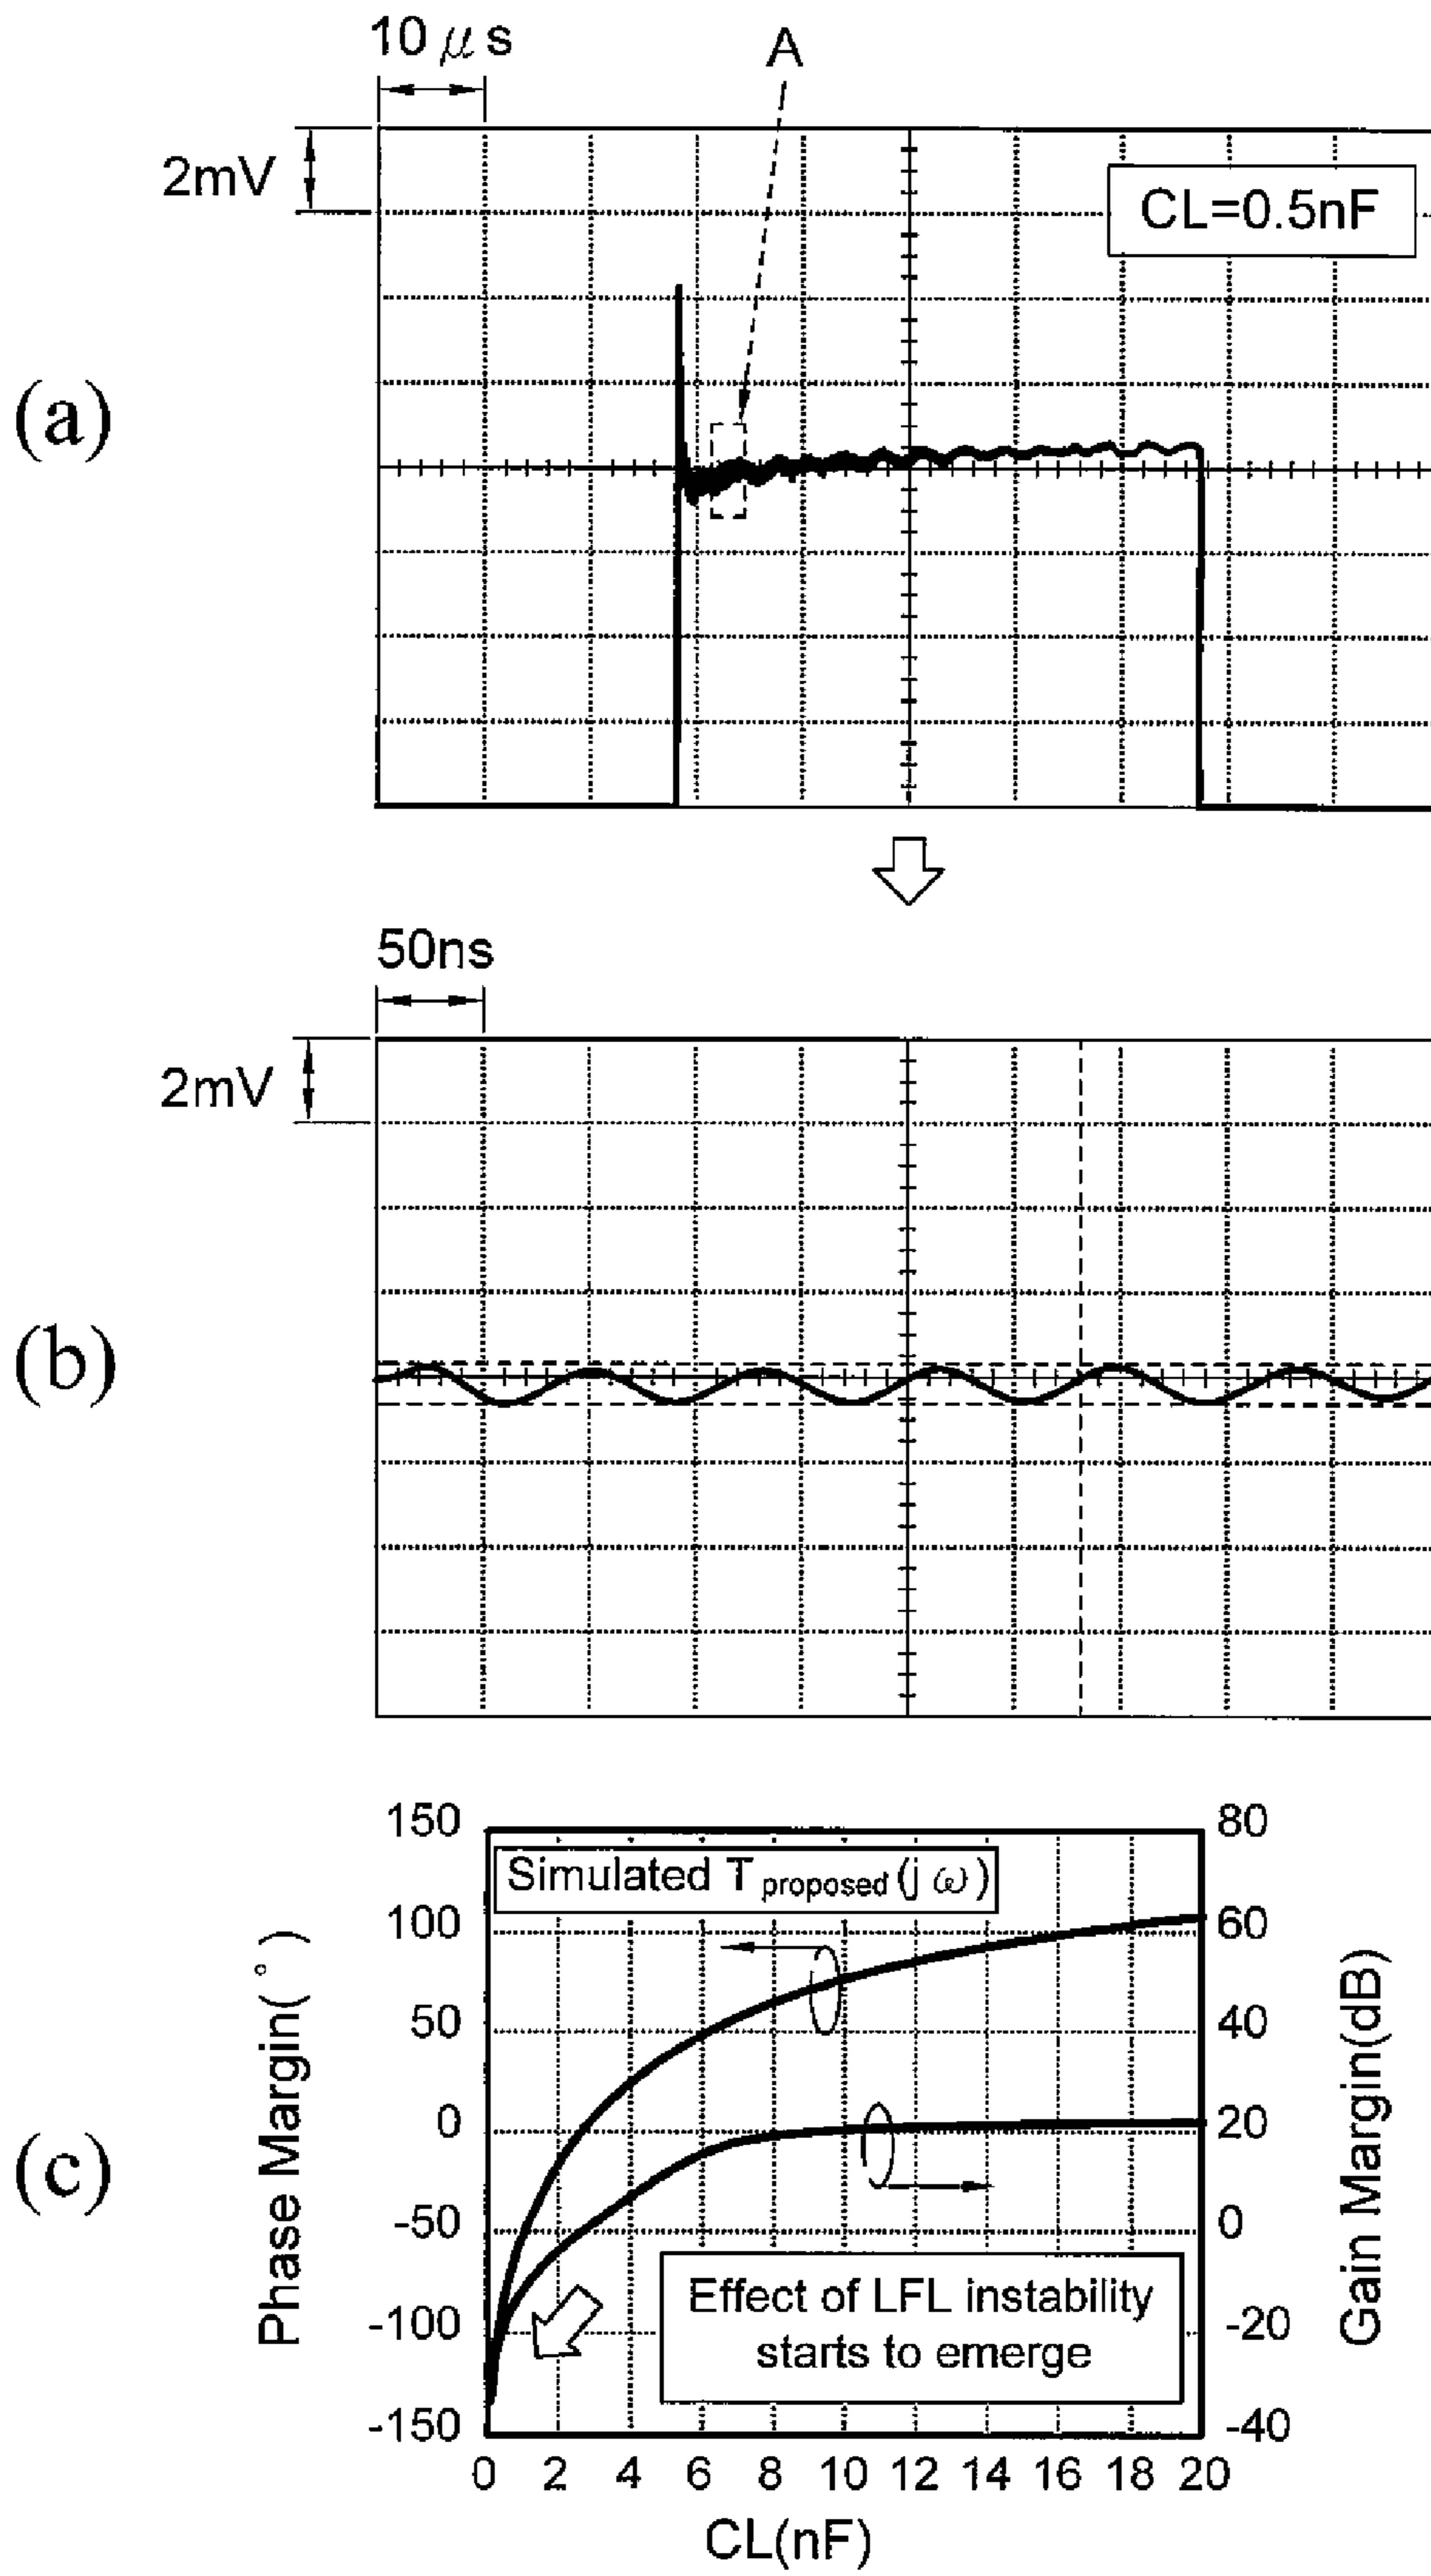 10 μs
A
2mV
CL=0.5nF
(a)
50ns
2mV
(b)
150
100
50
0
-50
-100
-150
Phase Margin(°)
Simulated T proposed (j ω)
80
60
40
20
0
-20
-40
Gain Margin(dB)
Effect of LFL instability
starts to emerge
(c)
0 2 4 6 8 10 12 14 16 18 20
CL(nF)